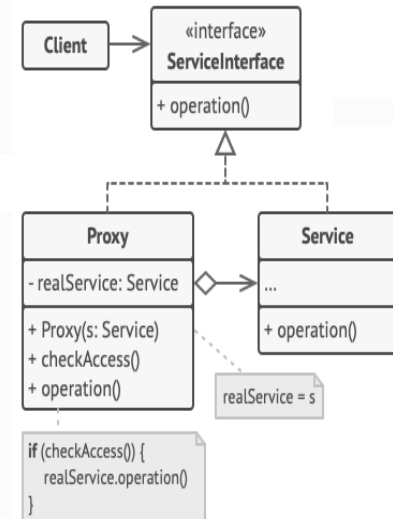 Client
«interface»
ServiceInterface
+ operation()
Proxy
- realService: Service
+ Proxy(s: Service)
+ checkAccess()
+ operation()
Service
...
+ operation()
realService = s
if (checkAccess()) {
realService.operation()
}